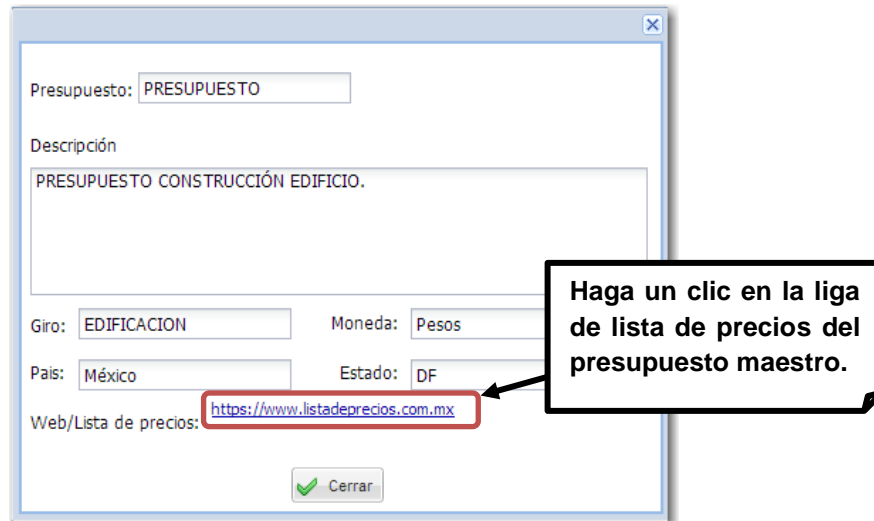 Presupuesto: PRESUPUESTO
Descripción
PRESUPUESTO CONSTRUCCIÓN EDIFICIO.
Haga un clic en la liga
de lista de precios del
presupuesto maestro.
Giro: EDIFICACION Moneda: Pesos
Pais: México Estado: DF
Web/Lista de precios: https://www.listadeprecios.com.mx
Cerrar